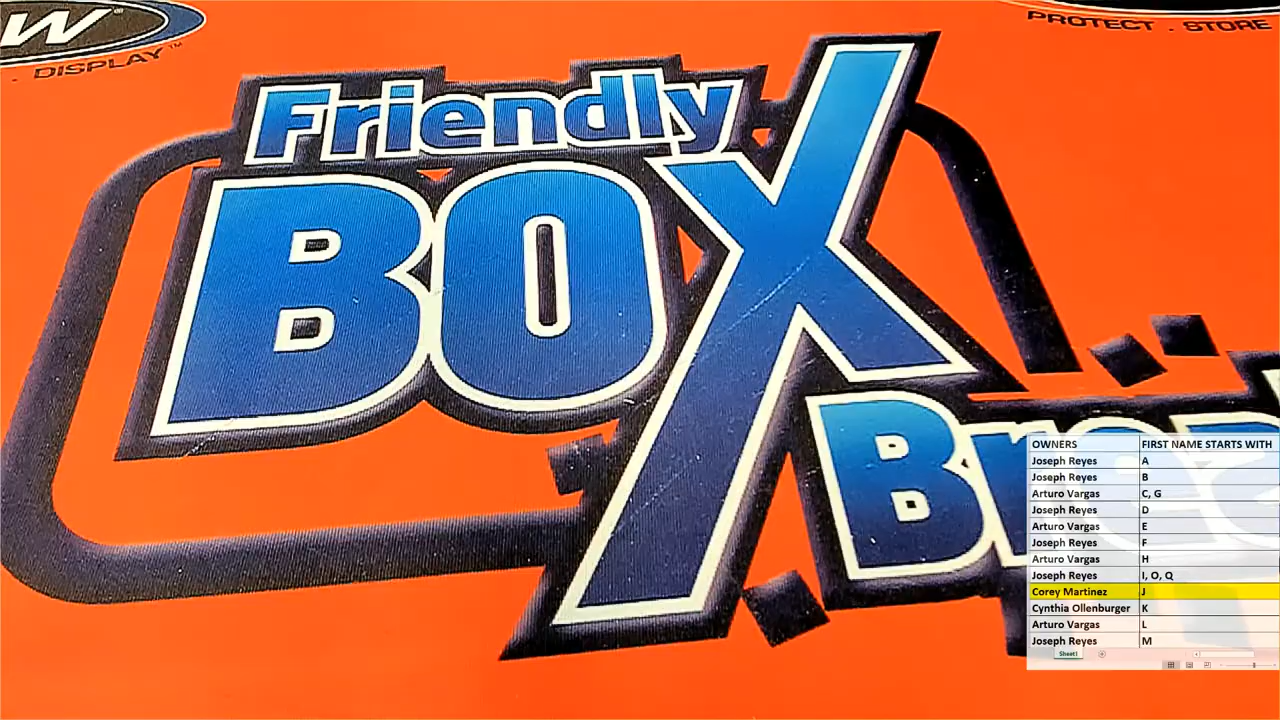 W®
. DISPLAY™
PROTECT . STORE
Friendly
BOX
OWNERS FIRST NAME STARTS WITH
Joseph Reyes A
Joseph Reyes B
Arturo Vargas C, G
Joseph Reyes D
Arturo Vargas E
Joseph Reyes F
Arturo Vargas H
Joseph Reyes I, O, Q
Corey Martinez J
Cynthia Ollenburger K
Arturo Vargas L
Joseph Reyes M
Sheet1